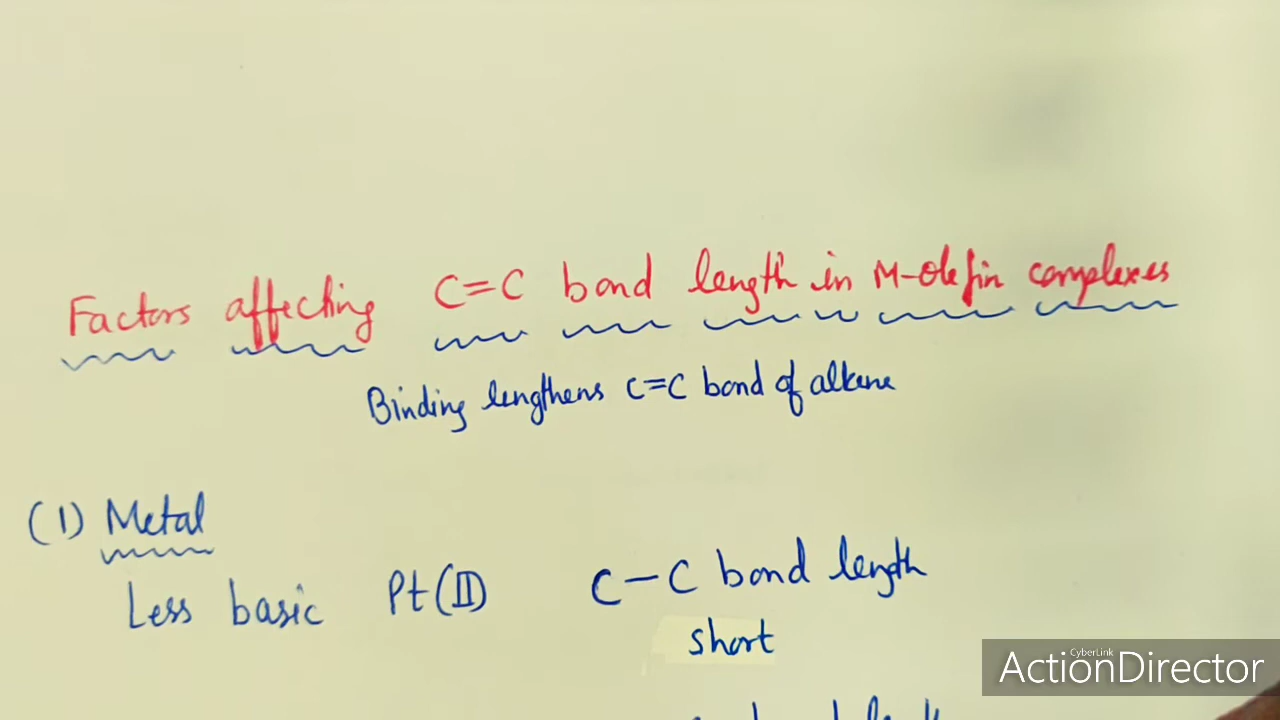 Factors affecting C=C bond length in M-olefin complexes
Binding lengthens C=C bond of alkene
(1) Metal
Less basic Pt(II) C-C bond length
short
CyberLink
ActionDirector